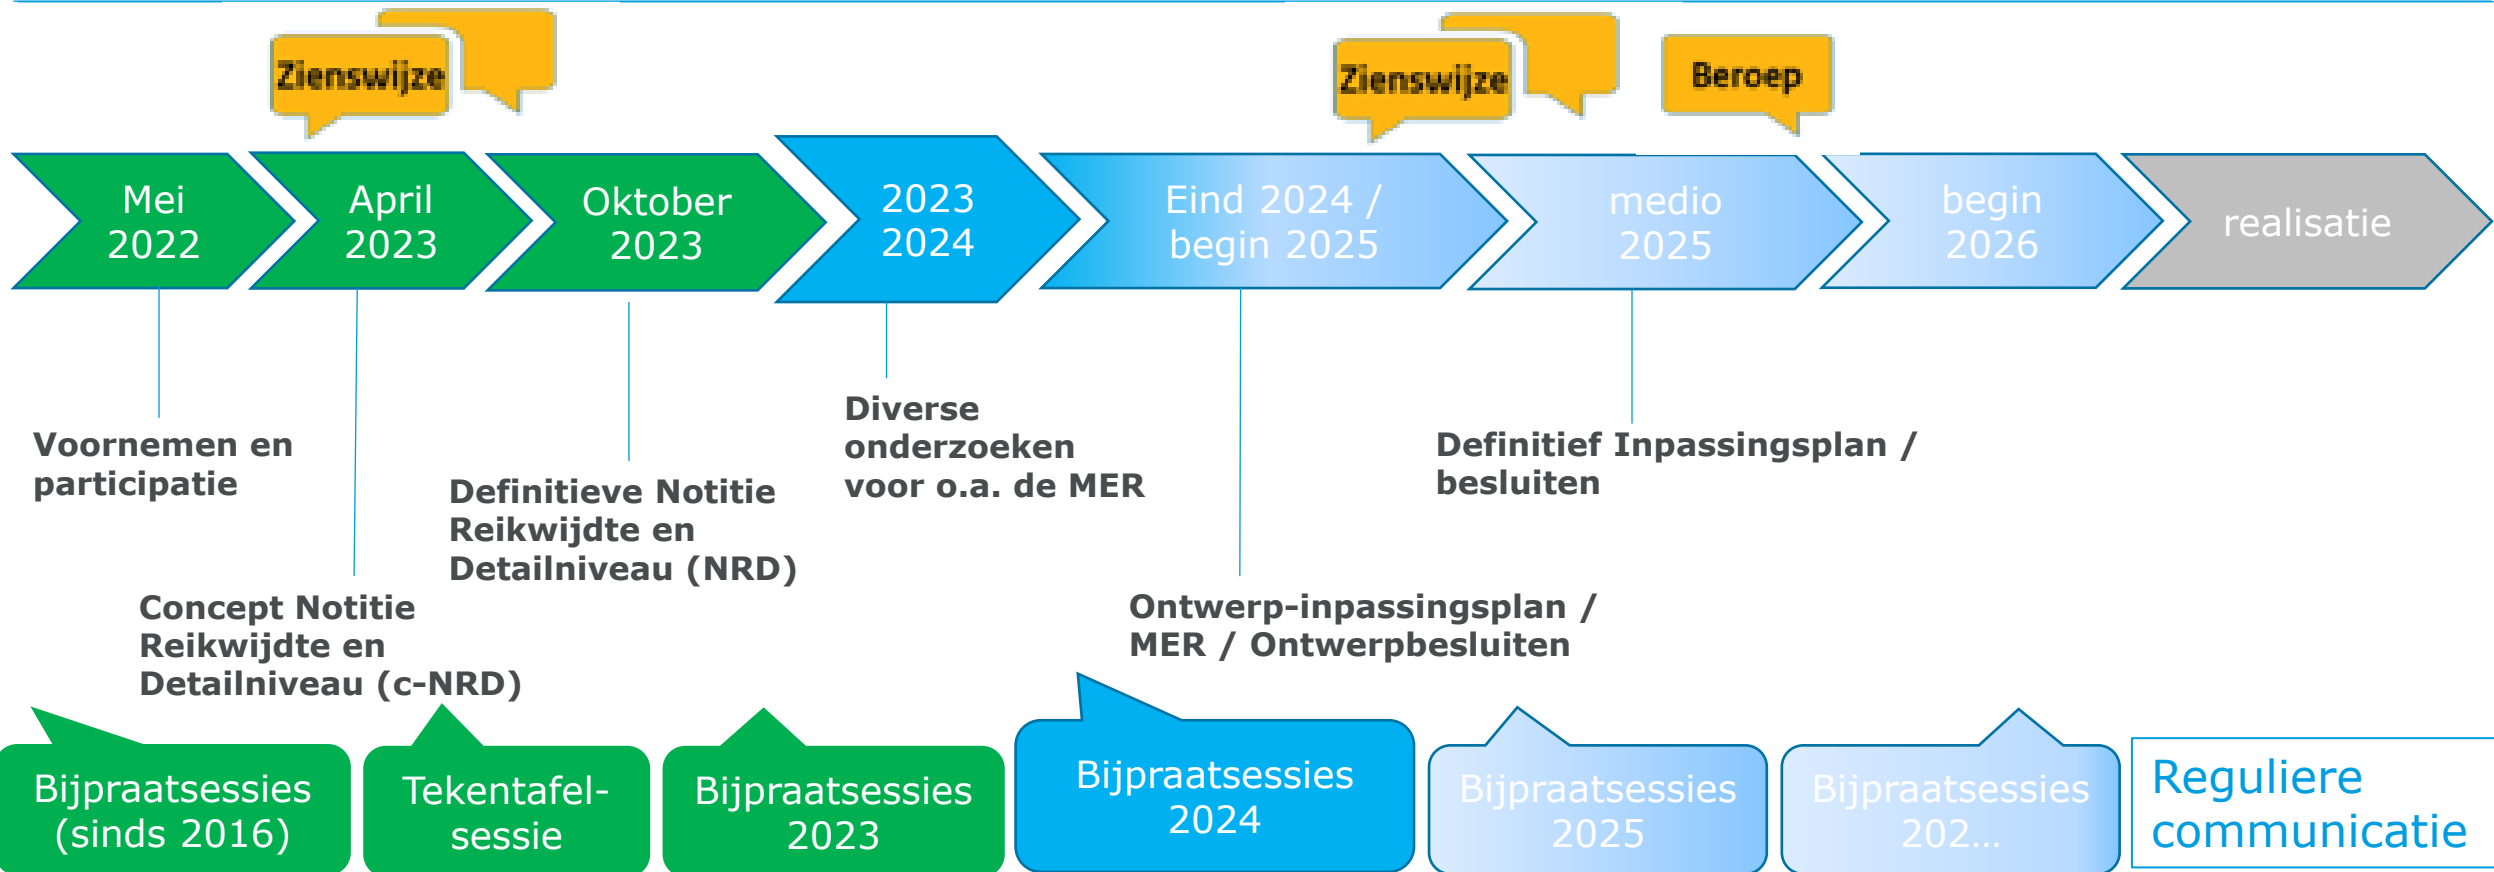 Zienswijze
Zienswijze
Beroep
Mei
2022
April
2023
Oktober
2023
2023
2024
Eind 2024 /
begin 2025
medio
2025
begin
2026
realisatie
Voornemen en
participatie
Concept Notitie
Reikwijdte en
Detailniveau (c-NRD)
Definitieve Notitie
Reikwijdte en
Detailniveau (NRD)
Diverse
onderzoeken
voor o.a. de MER
Ontwerp-inpassingsplan /
MER / Ontwerpbesluiten
Definitief Inpassingsplan /
besluiten
Bijpraatsessies
(sinds 2016)
Tekentafel-
sessie
Bijpraatsessies
2023
Bijpraatsessies
2024
Bijpraatsessies
2025
Bijpraatsessies
202...
Reguliere
communicatie